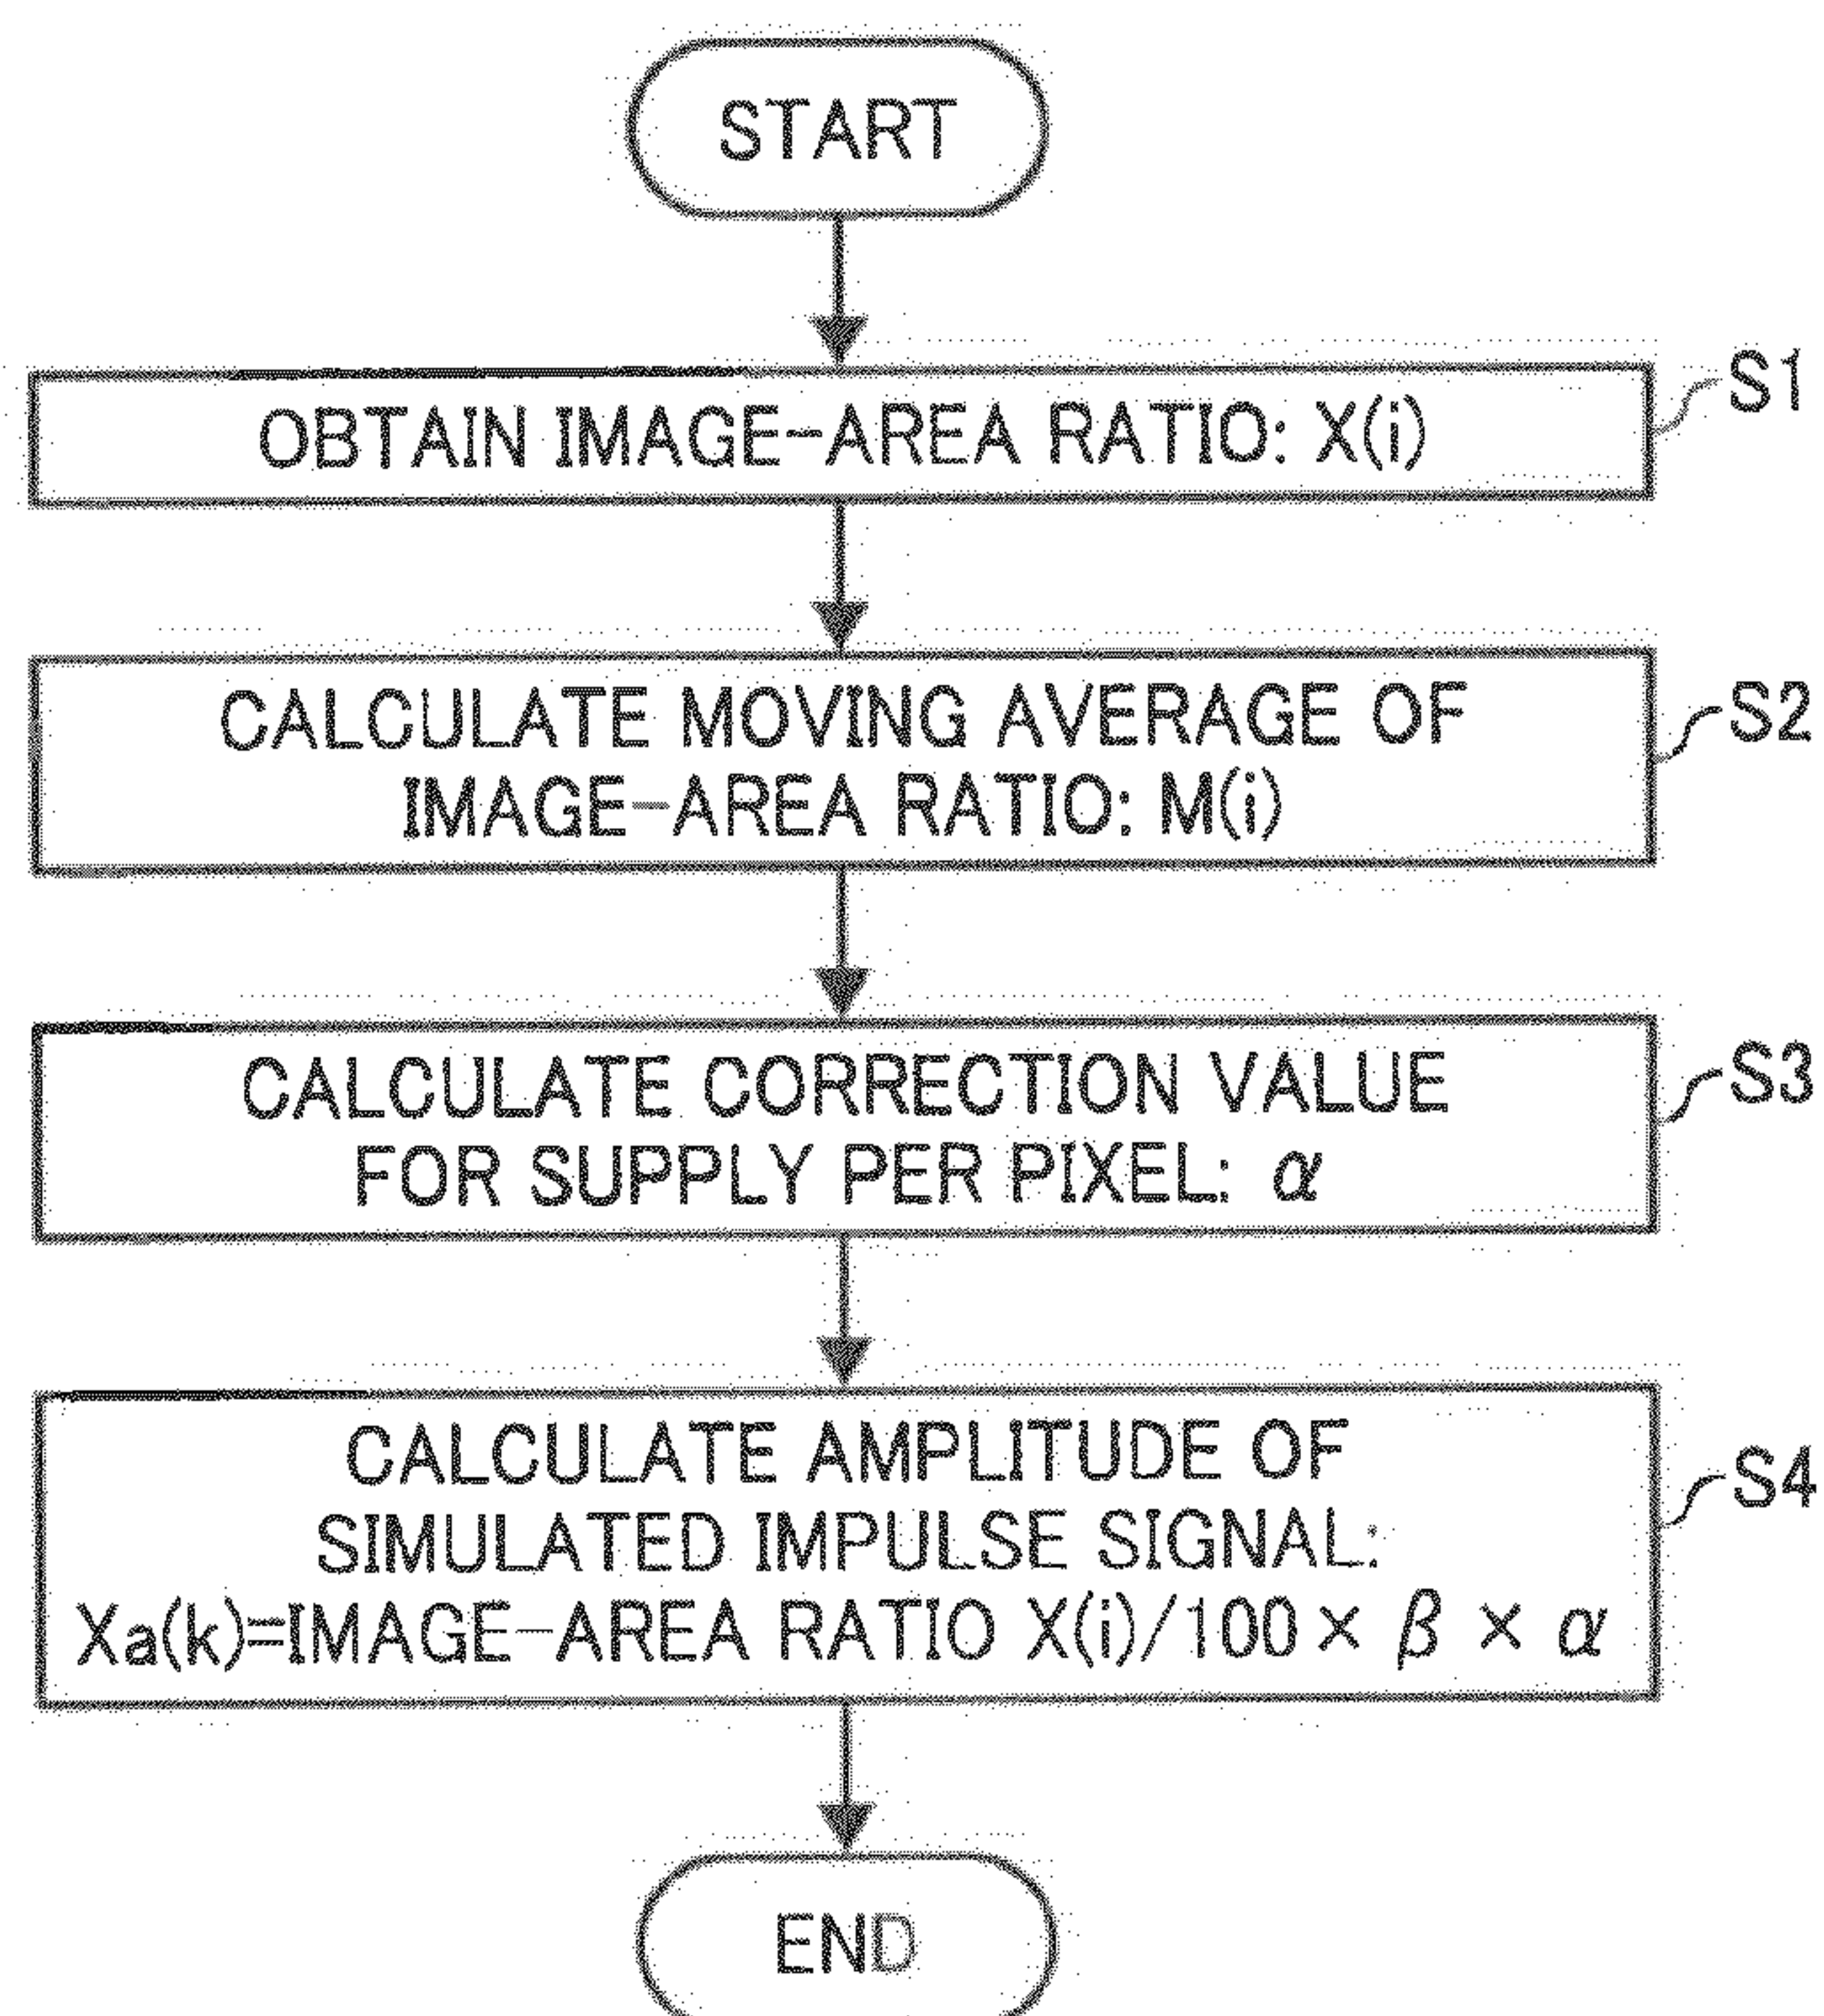 START
OBTAIN IMAGE-AREA RATIO: X(i)
S1
CALCULATE MOVING AVERAGE OF
IMAGE-AREA RATIO: M(i)
S2
CALCULATE CORRECTION VALUE
FOR SUPPLY PER PIXEL: α
S3
CALCULATE AMPLITUDE OF
SIMULATED IMPULSE SIGNAL:
Xa(k)=IMAGE-AREA RATIO X(i)/100 × β × α
S4
END